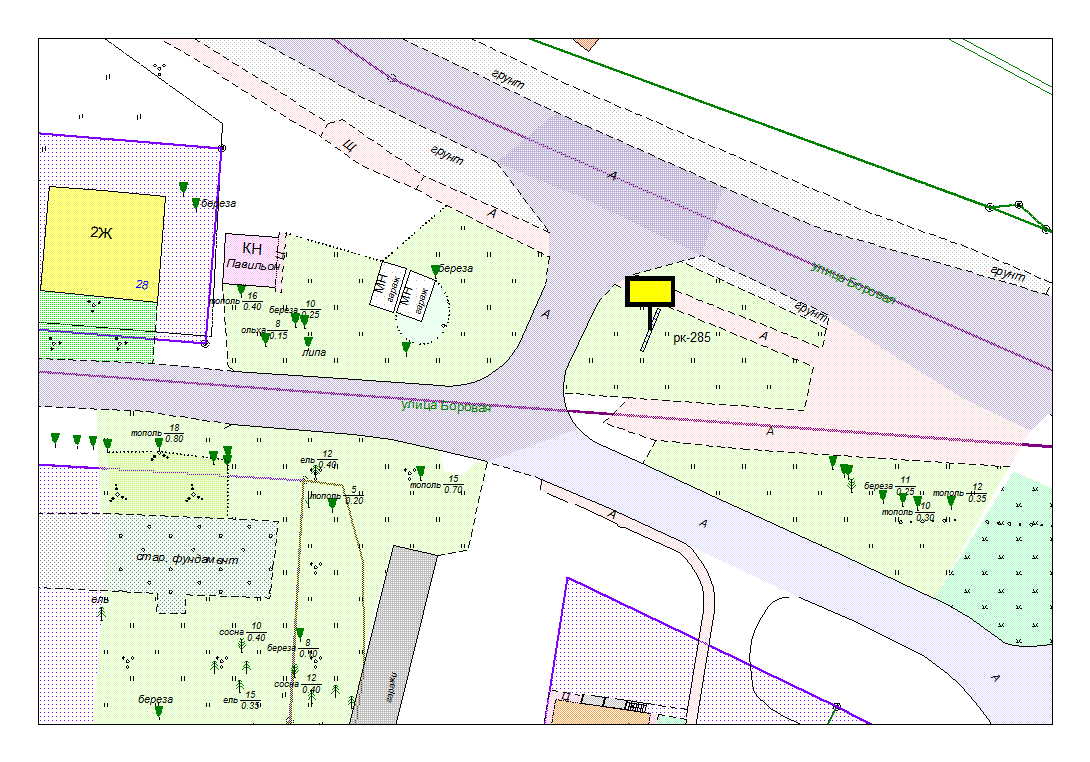 грунт
Щ
грунт
А
береза
2Ж
28
КН
Павильон
А
улица Боровая
грунт
грунт
МН
гараж
МН
гараж
береза
тополь 16
0.40
береза 10
0.25
ольха 8
0.15
липа
А
А
рк-285
улица Боровая
А
тополь 18
0.80
ель 12
0.40
тополь 15
0.70
тополь 5
0.20
береза 11
0.25
тополь 12
0.35
тополь 10
0.30
А
А
стар. фундамент
ель
сосна 10
0.40
береза 8
сосна 12
0.40
ель 15
0.35
береза
гаражи
А